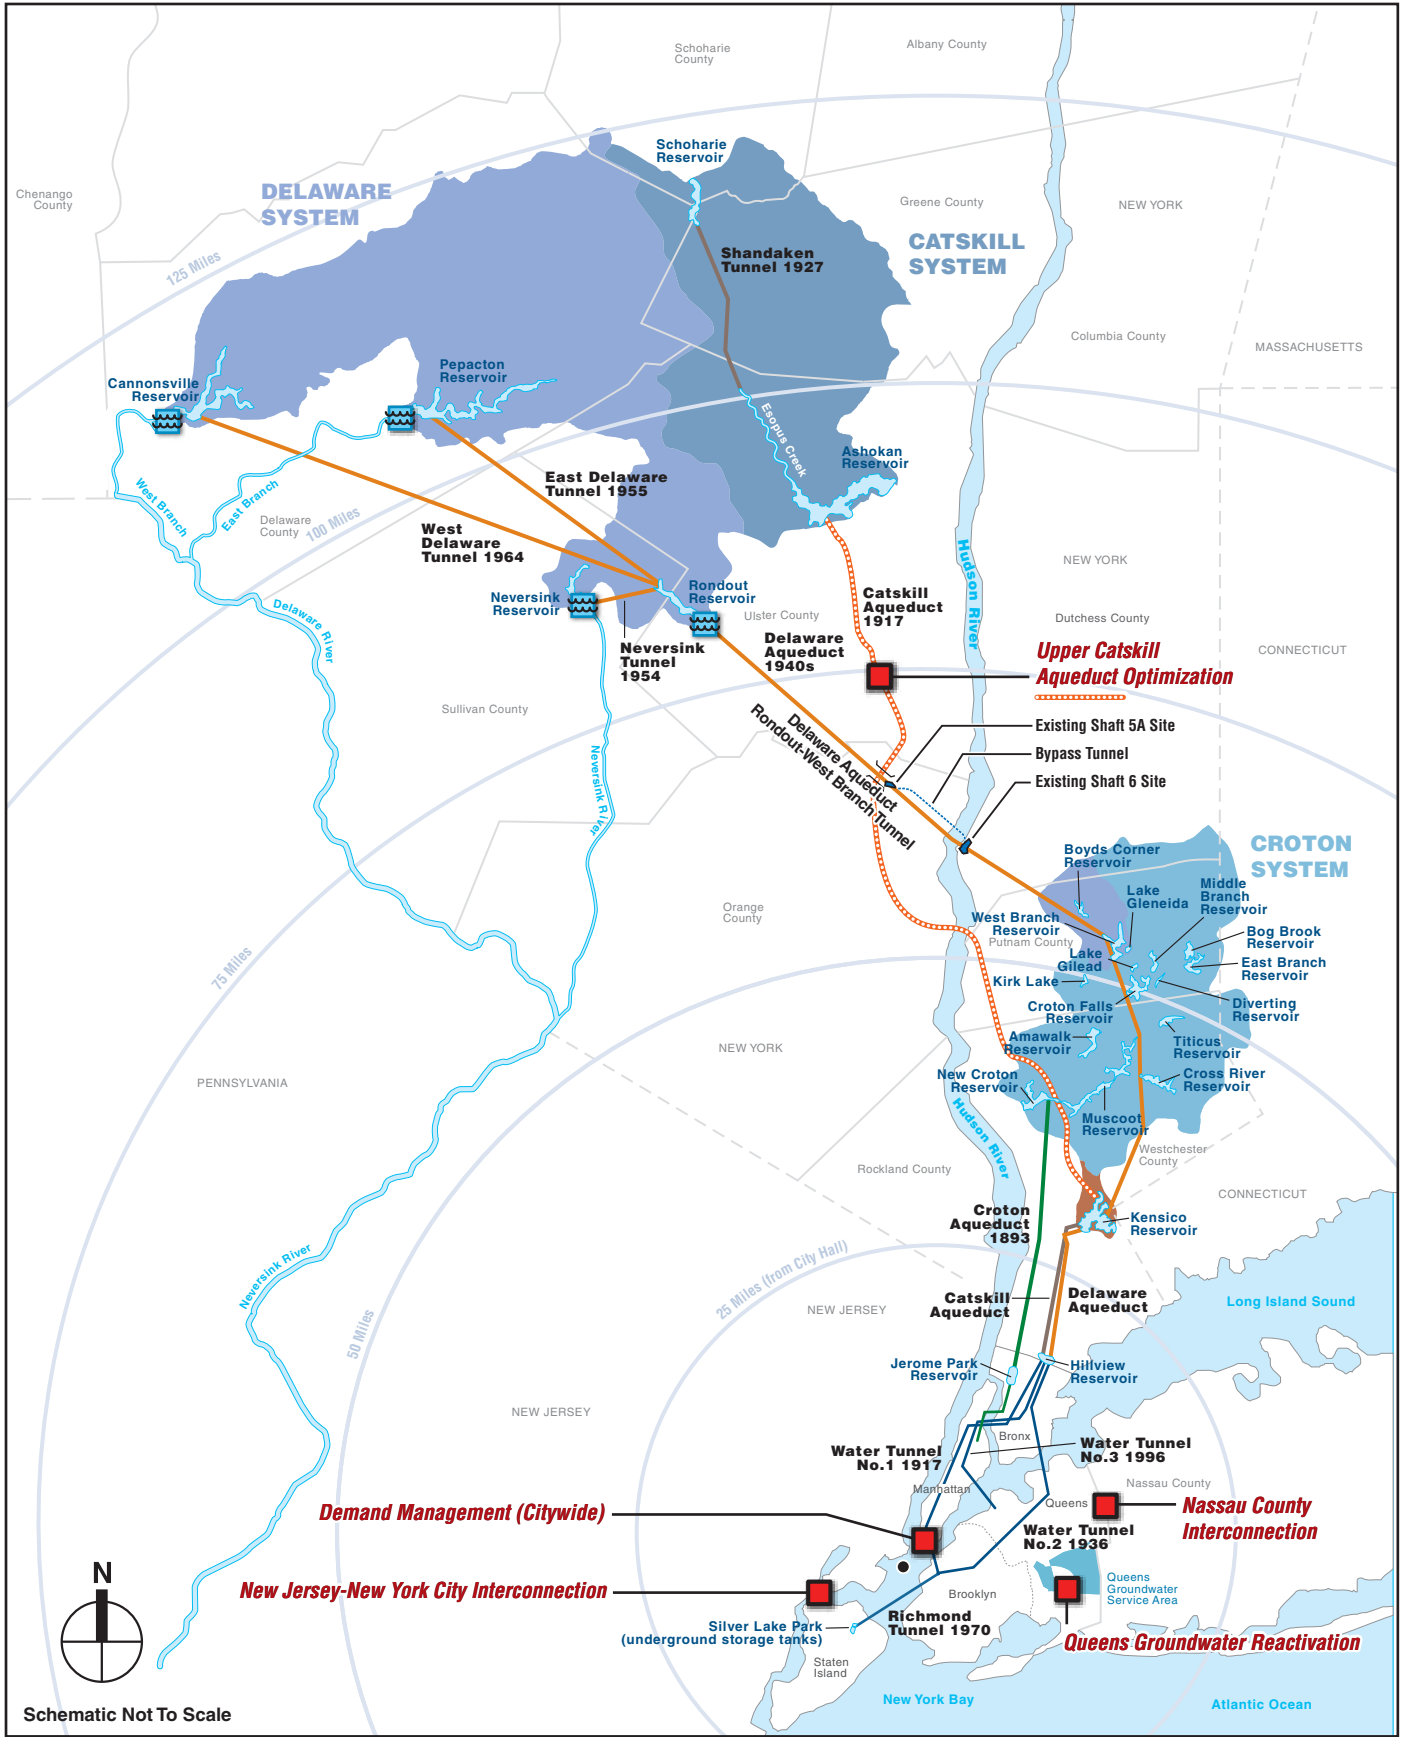 Schoharie
County
Albany County
Schoharie
Reservoir
Chenango
County
DELAWARE
SYSTEM
Greene County
NEW YORK
CATSKILL
SYSTEM
Shandaken
Tunnel 1927
125 Miles
Columbia County
MASSACHUSETTS
Cannonsville
Reservoir
Pepacton
Reservoir
Esopus Creek
Ashokan
Reservoir
East Delaware
Tunnel 1955
West Branch
East Branch
Delaware
County
100 Miles
West
Delaware
Tunnel 1964
Hudson River
NEW YORK
Neversink
Reservoir
Rondout
Reservoir
Catskill
Aqueduct
1917
Delaware River
Ulster County
Dutchess County
Neversink
Tunnel
1954
Delaware
Aqueduct
1940s
Upper Catskill
Aqueduct Optimization
CONNECTICUT
Sullivan County
Delaware Aqueduct
Rondout-West Branch Tunnel
Existing Shaft 5A Site
Bypass Tunnel
Existing Shaft 6 Site
Neversink River
CROTON
SYSTEM
Boyds Corner
Reservoir
Lake
Gleneida
Middle
Branch
Reservoir
Orange
County
West Branch
Reservoir
Putnam County
Bog Brook
Reservoir
Lake
Gilead
East Branch
Reservoir
75 Miles
Kirk Lake
Croton Falls
Reservoir
Diverting
Reservoir
Amawalk
Reservoir
Titicus
Reservoir
NEW YORK
New Croton
Reservoir
Cross River
Reservoir
PENNSYLVANIA
Muscoot
Reservoir
Hudson River
Westchester
County
Rockland County
CONNECTICUT
Croton
Aqueduct
1893
Kensico
Reservoir
Neversink River
25 Miles (from City Hall)
Catskill
Aqueduct
Delaware
Aqueduct
NEW JERSEY
Long Island Sound
50 Miles
Jerome Park
Reservoir
Hillview
Reservoir
NEW JERSEY
Bronx
Water Tunnel
No.1 1917
Water Tunnel
No.3 1996
Manhattan
Nassau County
Queens
Demand Management (Citywide)
Nassau County
Interconnection
Water Tunnel
No.2 1936
N
New Jersey-New York City Interconnection
Brooklyn
Queens
Groundwater
Service Area
Silver Lake Park
(underground storage tanks)
Richmond
Tunnel 1970
Queens Groundwater Reactivation
Staten
Island
New York Bay
Atlantic Ocean
Schematic Not To Scale